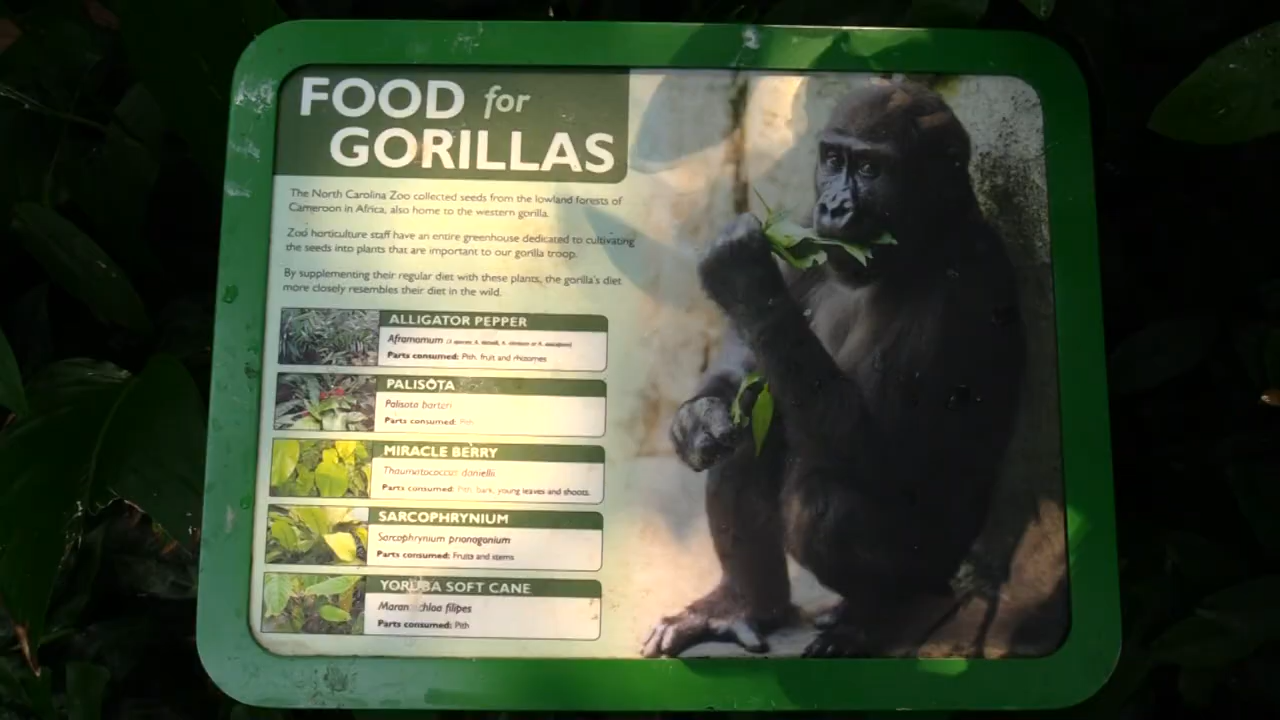 FOOD for
GORILLAS
The North Carolina Zoo collected seeds from the lowland forests of
Cameroon in Africa, also home to the western gorilla.
Zoo horticulture staff have an entire greenhouse dedicated to cultivating
the seeds into plants that are important to our gorilla troop.
By supplementing their regular diet with these plants, the gorilla's diet
more closely resembles their diet in the wild.
ALLIGATOR PEPPER
Aframomum
Parts consumed: Pith, fruit and rhizomes
PALISOTA
Palisota barteri
Parts consumed: Pith
MIRACLE BERRY
Thaumatococcus daniellii
Parts consumed: Pith, bark, young leaves and shoots.
SARCOPHRYNIUM
Sarcophrynium prionogonium
Parts consumed: Fruits and stems
YORUBA SOFT CANE
Maran chloa filipes
Parts consumed: Pith